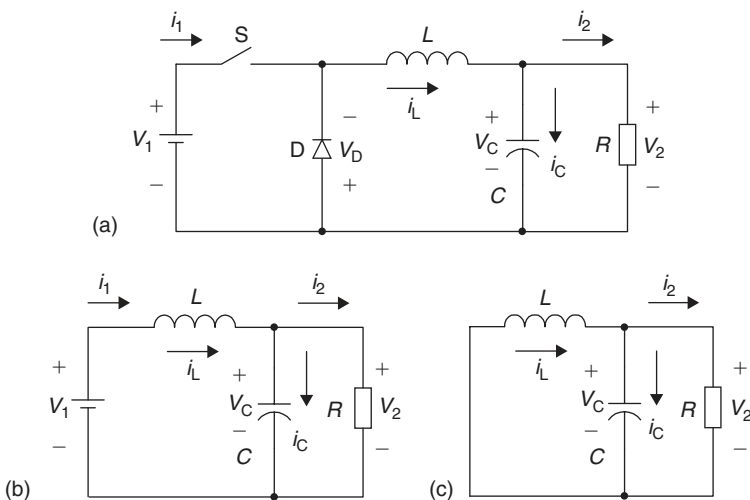 i1 S L i2
+ iL + +
V1 D − VD VC iC R V2
− + − C −
(a)
i1 L i2 L i2
+ iL + + iL + +
V1 VC iC R V2 VC iC R V2
− − C − − C −
(b) (c)